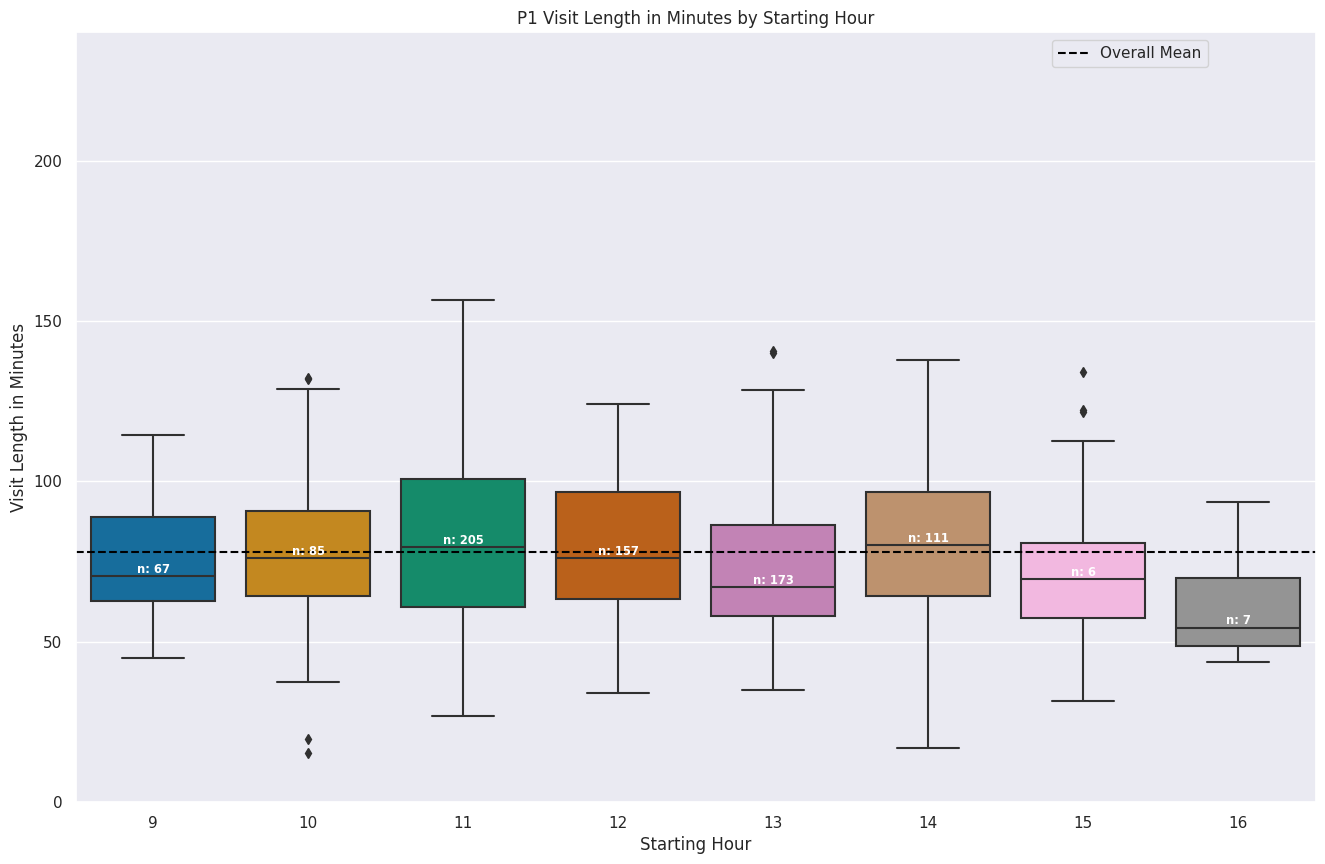 P1 Visit Length in Minutes by Starting Hour
Overall Mean
Visit Length in Minutes
200
150
100
50
0
n: 67
n: 85
n: 205
n: 157
n: 173
n: 111
n: 6
n: 7
9 10 11 12 13 14 15 16
Starting Hour